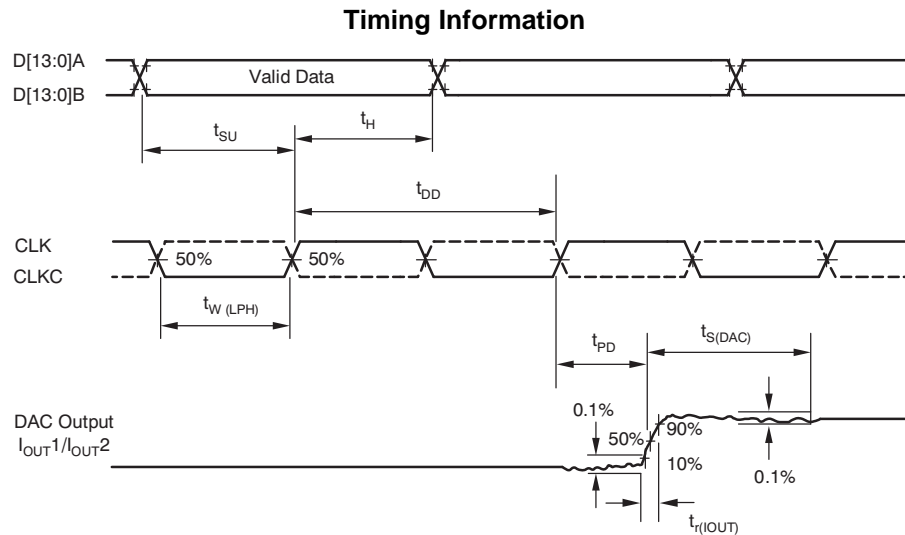 Timing Information
D[13:0]A
D[13:0]B
Valid Data
tSU
tH
tDD
CLK
CLKC
50%
50%
tW (LPH)
tPD
tS(DAC)
DAC Output
IOUT1/IOUT2
0.1%
50%
90%
10%
0.1%
tr(IOUT)